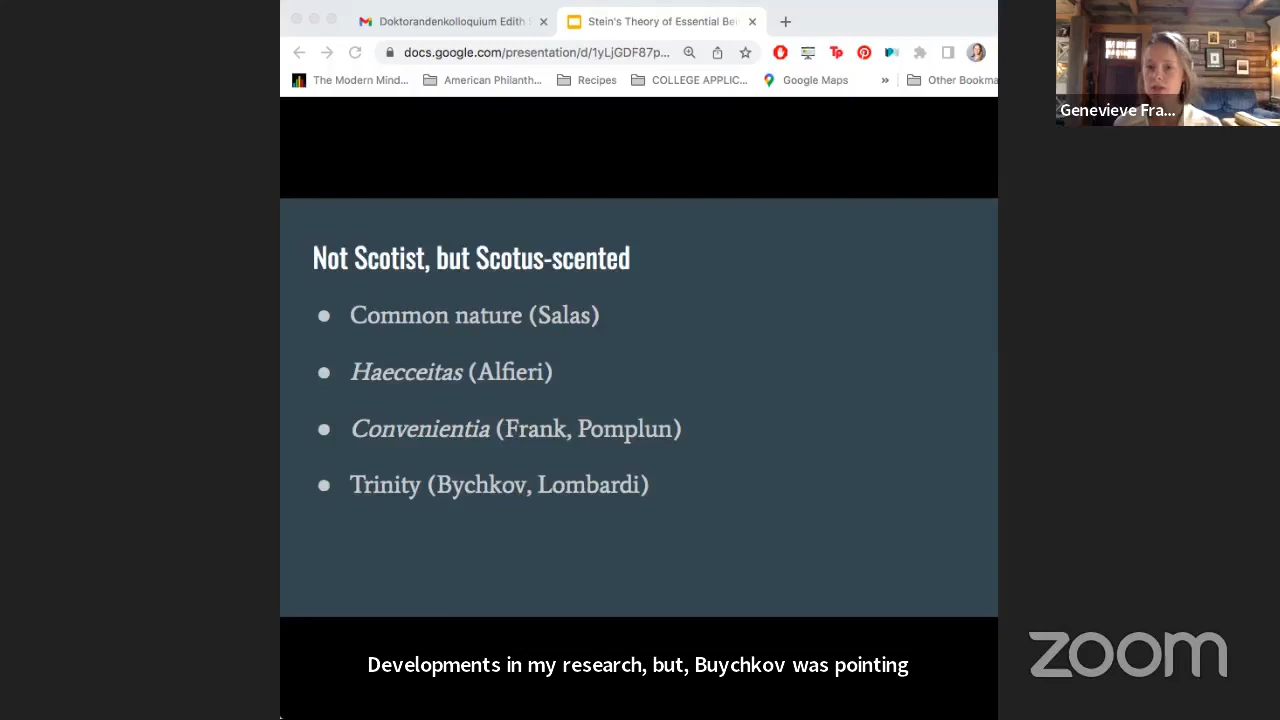 Doktorandenkolloquium Edith
Stein's Theory of Essential Bei
docs.google.com/presentation/d/1yLjGDF87p...
The Modern Mind...
American Philanth...
Recipes
COLLEGE APPLIC...
Google Maps
»
Other Bookma
Genevieve Fra...
Not Scotist, but Scotus-scented
● Common nature (Salas)
● Haecceitas (Alfieri)
● Convenientia (Frank, Pomplun)
● Trinity (Bychkov, Lombardi)
Developments in my research, but, Buychkov was pointing
zoom